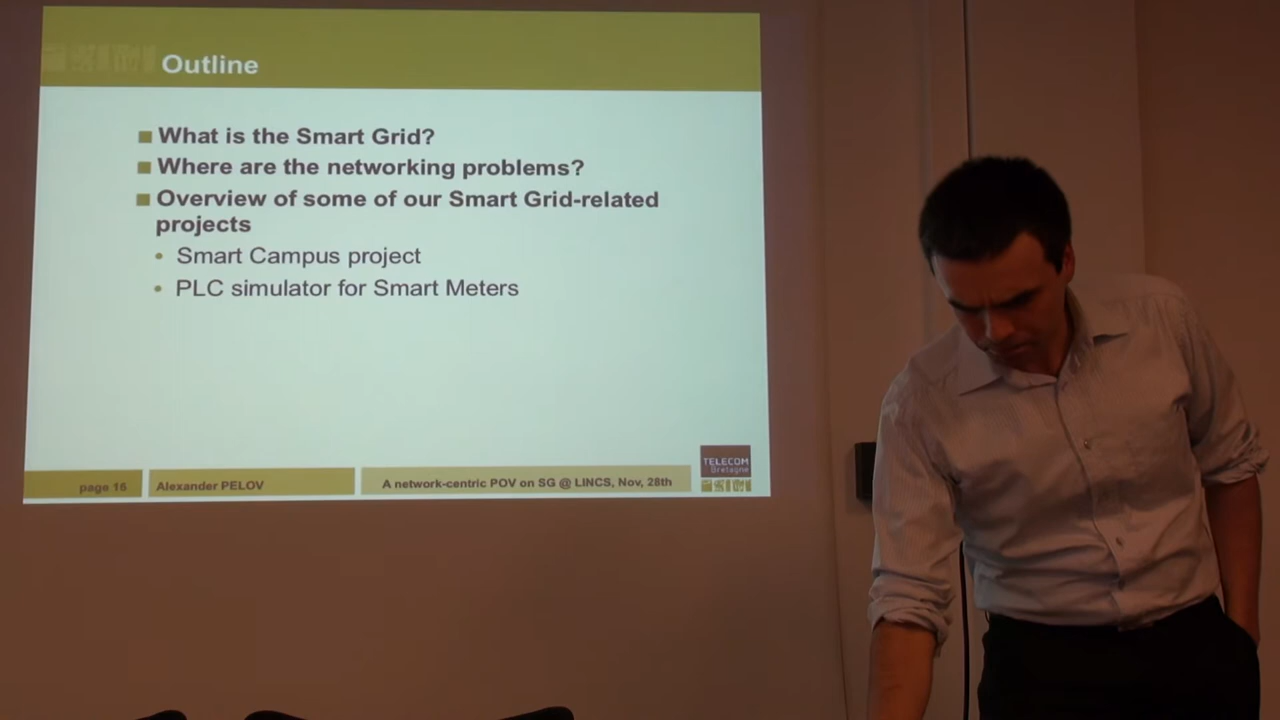 Outline
What is the Smart Grid?
Where are the networking problems?
Overview of some of our Smart Grid-related
projects
Smart Campus project
PLC simulator for Smart Meters
page 16
Alexander PELOV
A network-centric POV on SG @ LINCS, Nov, 28th
TELECOM
Bretagne